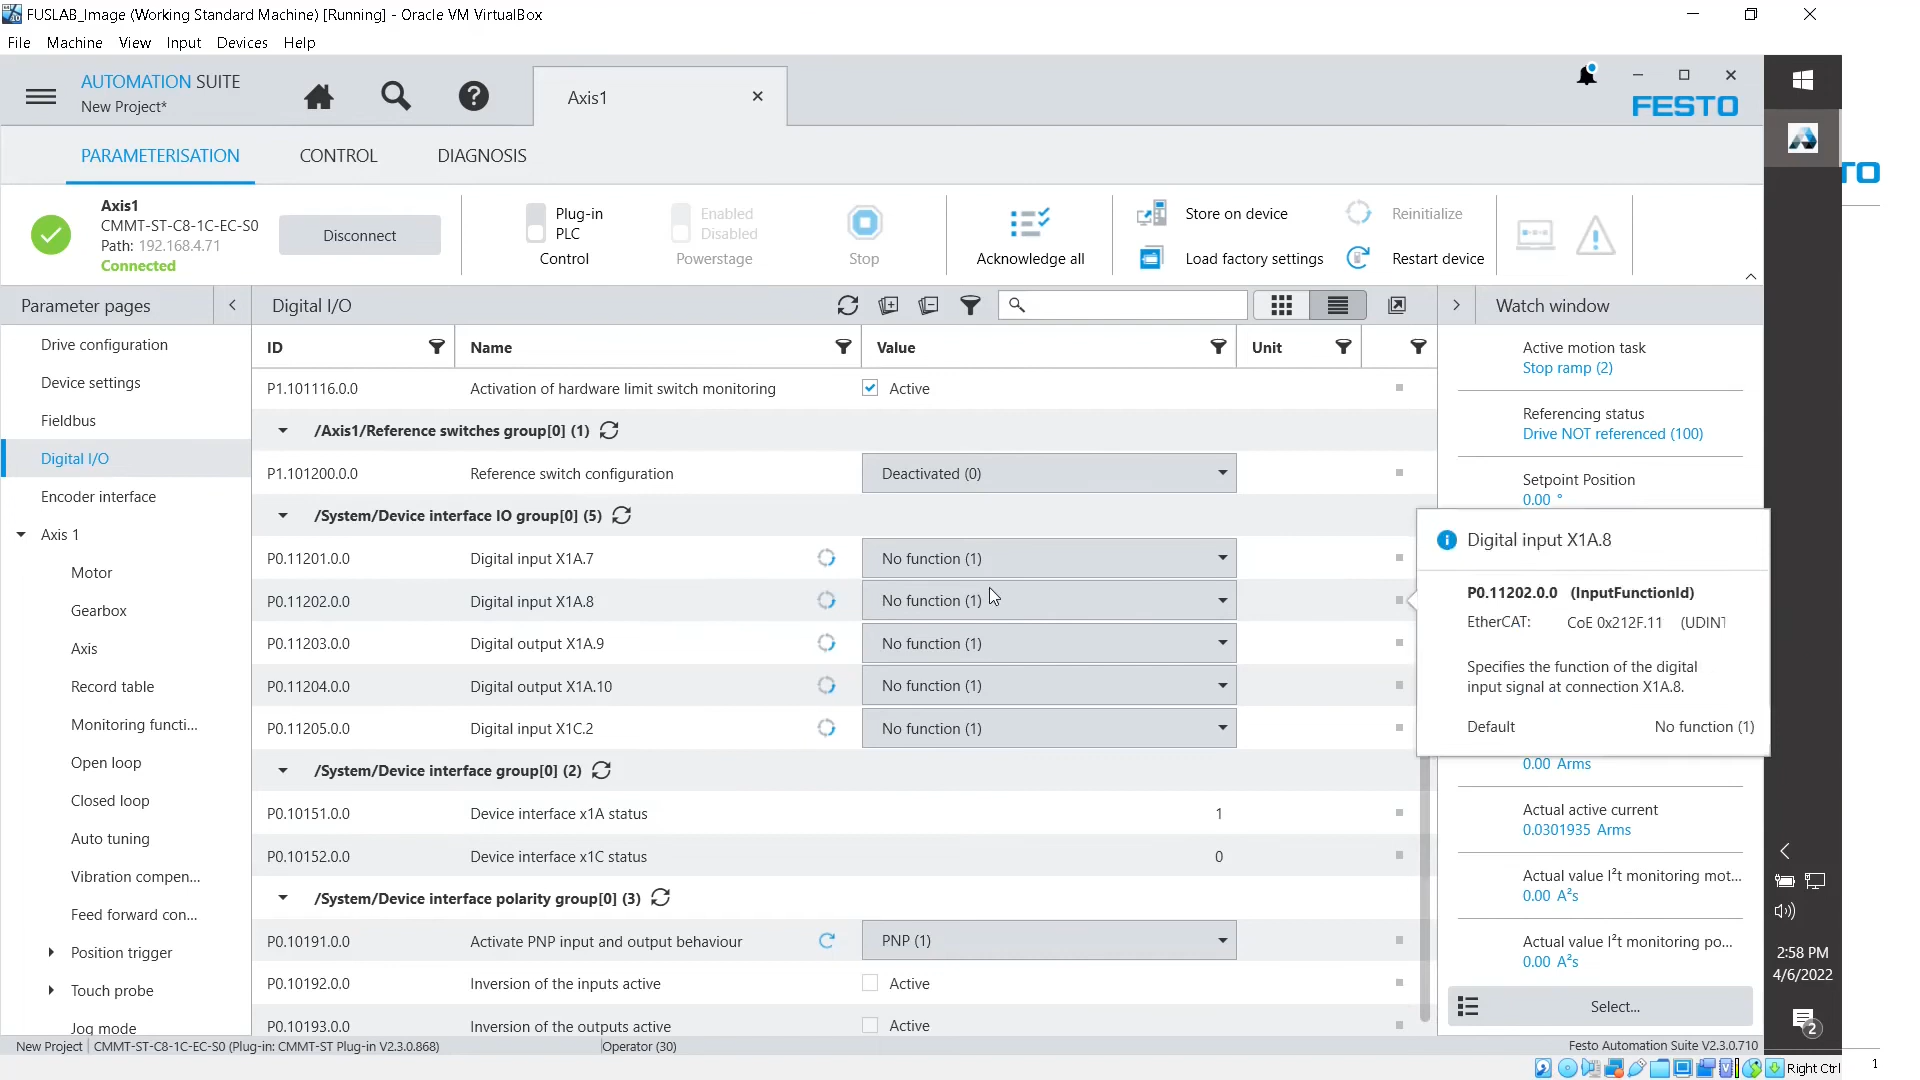 FUSLAB_Image (Working Standard Machine) [Running] - Oracle VM VirtualBox
File Machine View Input Devices Help
AUTOMATION SUITE
New Project*
Axis1
FESTO
TO
PARAMETERISATION CONTROL DIAGNOSIS
Axis1
CMMT-ST-C8-1C-EC-S0
Path: 192.168.4.71
Connected
Disconnect
Plug-in
PLC
Control
Enabled
Disabled
Powerstage
Stop
Acknowledge all
Store on device
Load factory settings
Reinitialize
Restart device
Parameter pages
Digital I/O
Watch window
Drive configuration
Device settings
Fieldbus
Digital I/O
Encoder interface
Axis 1
Motor
Gearbox
Axis
Record table
Monitoring functi...
Open loop
Closed loop
Auto tuning
Vibration compen...
Feed forward con...
Position trigger
Touch probe
Jog mode
ID Name Value Unit
P1.101116.0.0 Activation of hardware limit switch monitoring Active
/Axis1/Reference switches group[0] (1)
P1.101200.0.0 Reference switch configuration Deactivated (0)
/System/Device interface IO group[0] (5)
P0.11201.0.0 Digital input X1A.7 No function (1)
P0.11202.0.0 Digital input X1A.8 No function (1)
P0.11203.0.0 Digital output X1A.9 No function (1)
P0.11204.0.0 Digital output X1A.10 No function (1)
P0.11205.0.0 Digital input X1C.2 No function (1)
/System/Device interface group[0] (2)
P0.10151.0.0 Device interface x1A status 1
P0.10152.0.0 Device interface x1C status 0
/System/Device interface polarity group[0] (3)
P0.10191.0.0 Activate PNP input and output behaviour PNP (1)
P0.10192.0.0 Inversion of the inputs active Active
P0.10193.0.0 Inversion of the outputs active Active
Active motion task
Stop ramp (2)
Referencing status
Drive NOT referenced (100)
Setpoint Position
0.00 °
Digital input X1A.8
P0.11202.0.0 (InputFunctionId)
EtherCAT: CoE 0x212F.11 (UDINT
Specifies the function of the digital
input signal at connection X1A.8.
Default No function (1)
0.00 Arms
Actual active current
0.0301935 Arms
Actual value I²t monitoring mot...
0.00 A²s
Actual value I²t monitoring po...
0.00 A²s
Select...
2:58 PM
4/6/2022
2
New Project CMMT-ST-C8-1C-EC-S0 (Plug-in: CMMT-ST Plug-in V2.3.0.868) Operator (30) Festo Automation Suite V2.3.0.710
Right Ctrl
1